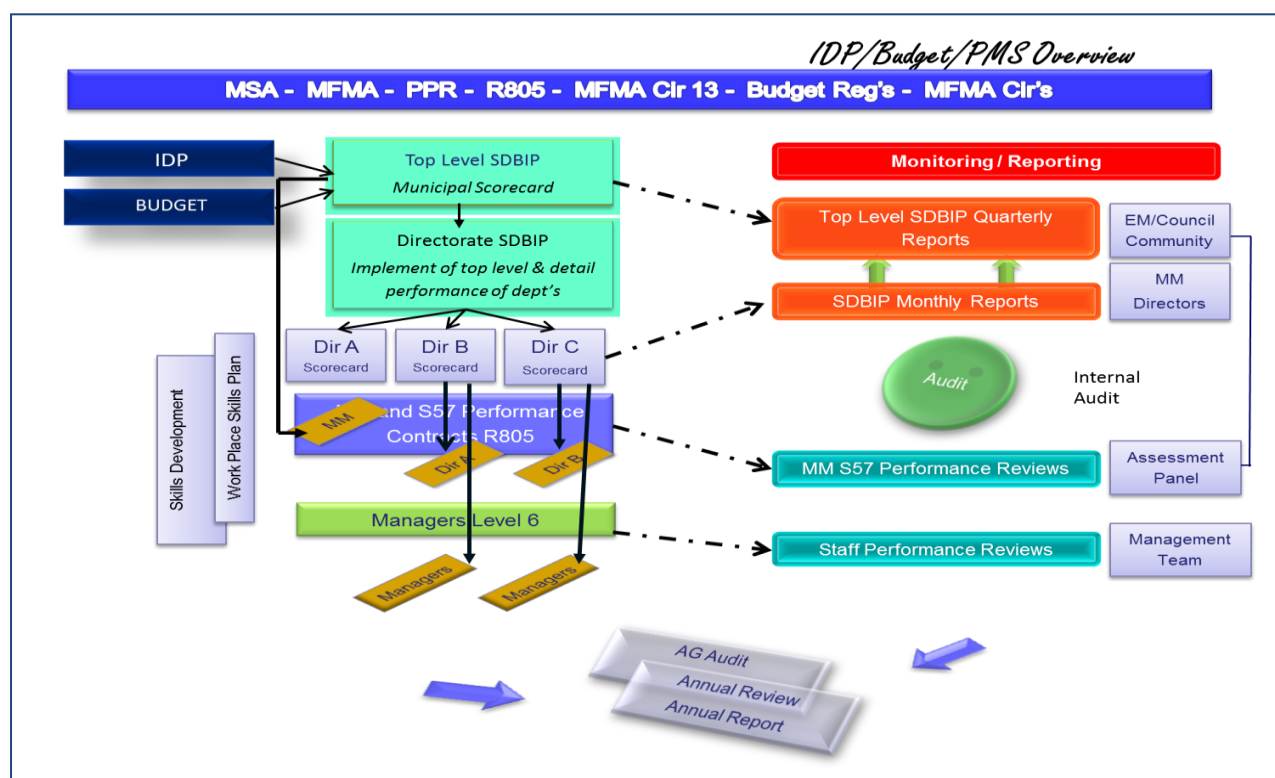 IDP/Budget/PMS Overview
MSA - MFMA - PPR - R805 - MFMA Cir 13 - Budget Reg's - MFMA Cir's
IDP
BUDGET
Top Level SDBIP
Municipal Scorecard
Directorate SDBIP
Implement of top level & detail
performance of dept's
Dir A
Scorecard
Dir B
Scorecard
Dir C
Scorecard
Skills Development
Work Place Skills Plan
MM
and S57 Performance
Contracts R805
Dir A
Dir B
Managers Level 6
Managers
Managers
Monitoring / Reporting
Top Level SDBIP Quarterly
Reports
EM/Council
Community
SDBIP Monthly Reports
MM
Directors
Audit
Internal
Audit
MM S57 Performance Reviews
Assessment
Panel
Staff Performance Reviews
Management
Team
AG Audit
Annual Review
Annual Report